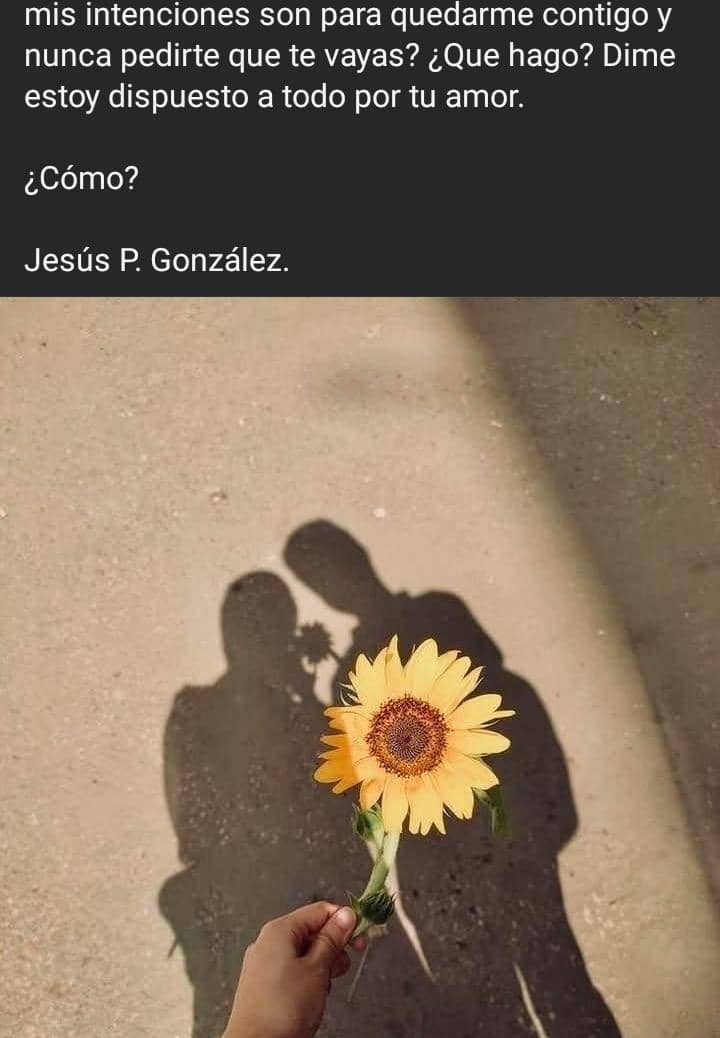 mis intenciones son para quedarme contigo y
nunca pedirte que te vayas? ¿Que hago? Dime
estoy dispuesto a todo por tu amor.
¿Cómo?
Jesús P. González.